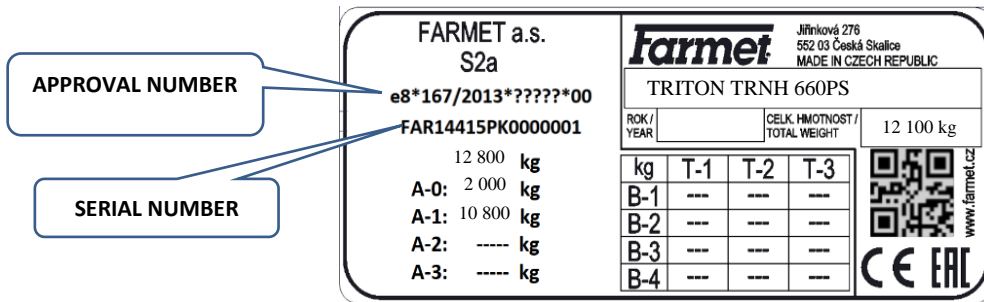 APPROVAL NUMBER
SERIAL NUMBER
FARMET a.s.
S2a
e8*167/2013*?????*00
FAR14415PK0000001
12 800 kg
A-0: 2 000 kg
A-1: 10 800 kg
A-2: ----- kg
A-3: ----- kg
Farmet
Jiřinková 276
552 03 Česká Skalice
MADE IN CZECH REPUBLIC
TRITON TRNH 660PS
ROK / YEAR
CELK. HMOTNOST / TOTAL WEIGHT 12 100 kg
kg T-1 T-2 T-3
B-1 --- --- ---
B-2 --- --- ---
B-3 --- --- ---
B-4 --- --- ---
www.farmet.cz
CE EAC